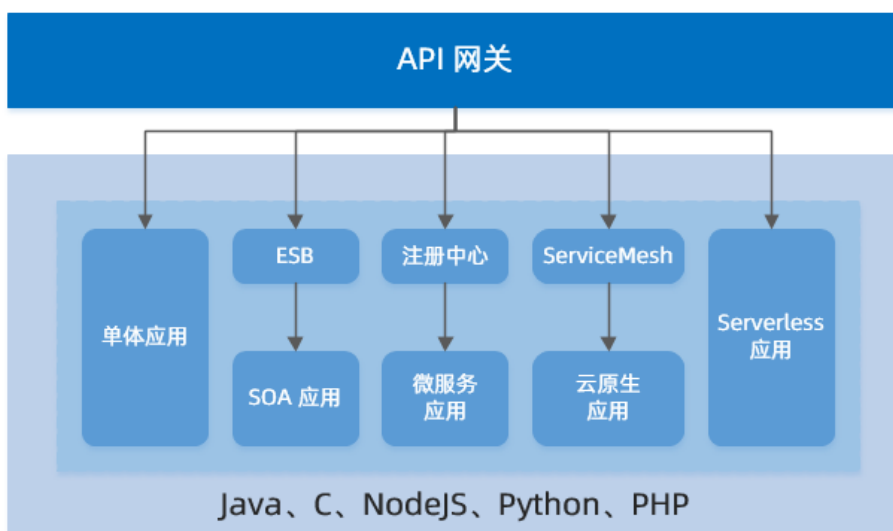 API 网关
ESB
注册中心
ServiceMesh
单体应用
Serverless
应用
SOA 应用
微服务
应用
云原生
应用
Java、C、NodeJS、Python、PHP